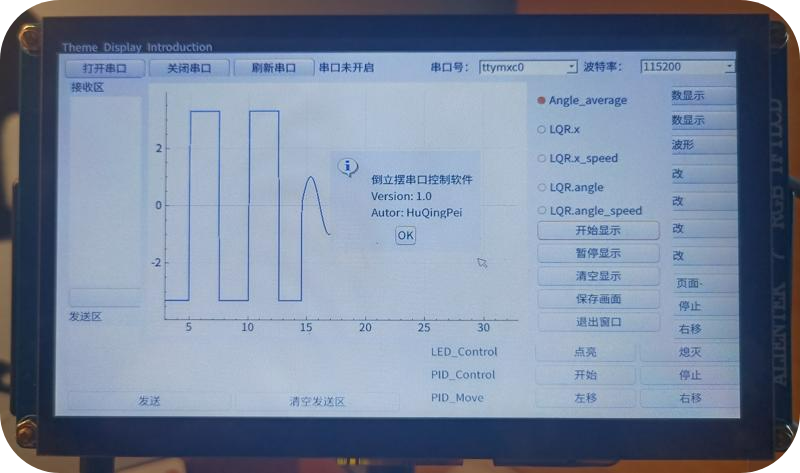 Theme Display Introduction
打开串口 关闭串口 刷新串口 串口未开启 串口号： ttymxc0 波特率： 115200
接收区
Angle_average
LQR.x
LQR.x_speed
LQR.angle
LQR.angle_speed
数显示
数显示
波形
改
改
改
改
页面-
停止
右移
开始显示
暂停显示
清空显示
保存画面
退出窗口
2
0
-2
5 10 15 20 25 30
倒立摆串口控制软件
Version: 1.0
Autor: HuQingPei
OK
发送区
LED_Control 点亮 熄灭
PID_Control 开始 停止
PID_Move 左移 右移
发送 清空发送区
ALIENTEK 7 RGB TFTLCD